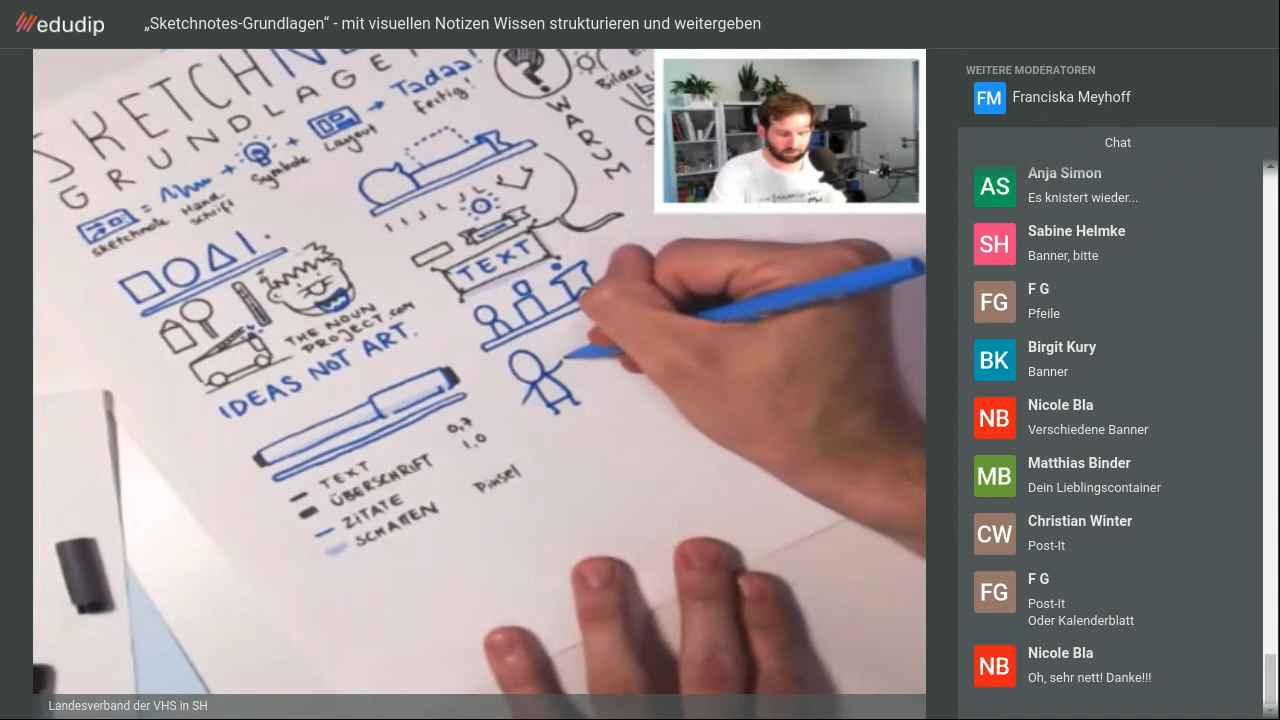 edudip
„Sketchnotes-Grundlagen“ - mit visuellen Notizen Wissen strukturieren und weitergeben
SKETCHN
GRUNDLAGE
Tadaa!
Fertig!
WARUM
Bilder
Layout
Symbole
=
+
+
Hand
schrift
sketchnote
TEXT
THE NOUN
PROJECT.com
IDEAS NOT ART.
TEXT
0,7
ÜBERSCHRIFT
1,0
ZITATE
Pinsel
SCHATTEN
Landesverband der VHS in SH
WEITERE MODERATOREN
FM
Franciska Meyhoff
Chat
AS
Anja Simon
Es knistert wieder...
SH
Sabine Helmke
Banner, bitte
FG
F G
Pfeile
BK
Birgit Kury
Banner
NB
Nicole Bla
Verschiedene Banner
MB
Matthias Binder
Dein Lieblingscontainer
CW
Christian Winter
Post-It
FG
F G
Post-It
Oder Kalenderblatt
NB
Nicole Bla
Oh, sehr nett! Danke!!!